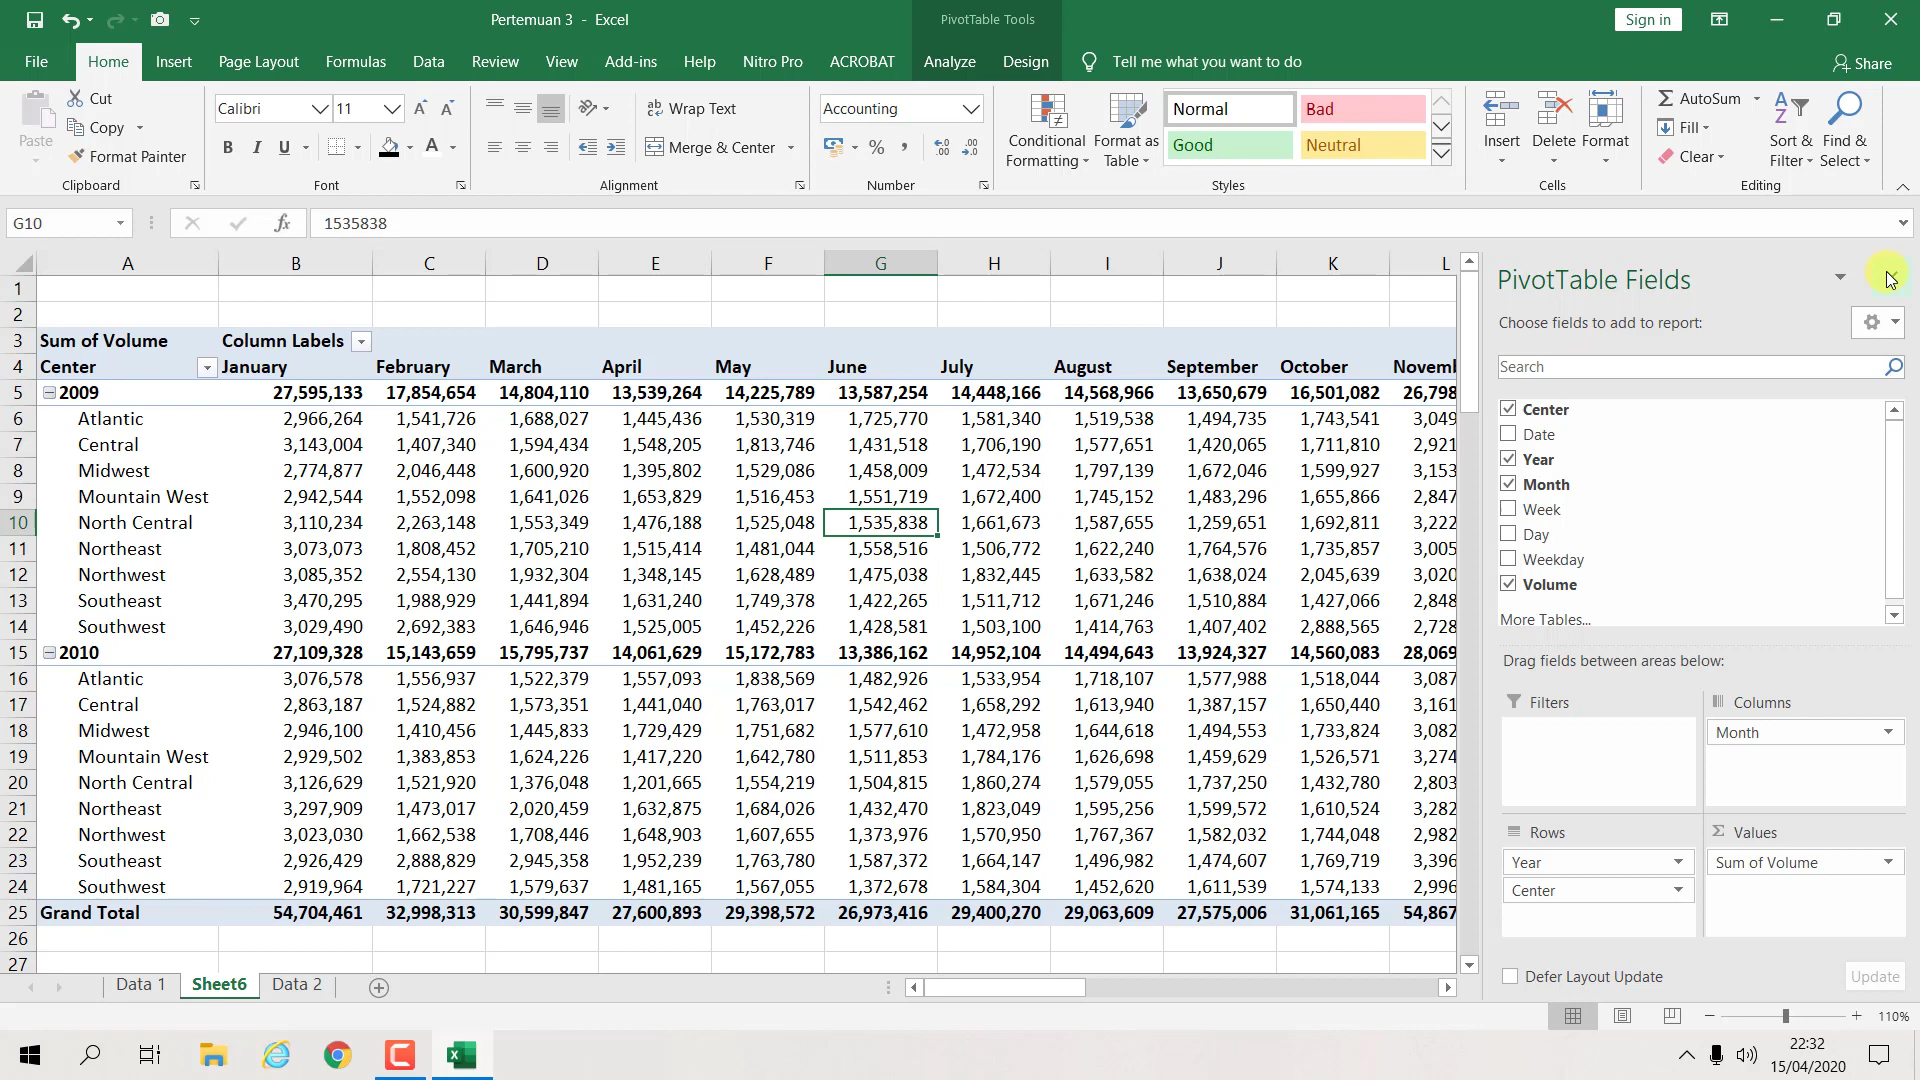 Pertemuan 3 - Excel
PivotTable Tools
Sign in
File Home Insert Page Layout Formulas Data Review View Add-ins Help Nitro Pro ACROBAT Analyze Design Tell me what you want to do Share
Paste
Cut
Copy
Format Painter
Clipboard
Calibri 11
B I U
Font
Wrap Text
Merge & Center
Alignment
Accounting
Number
Conditional Formatting
Format as Table
Normal Bad
Good Neutral
Styles
Insert Delete Format
Cells
AutoSum
Fill
Clear
Sort & Filter
Find & Select
Editing
G10 fx 1535838
A B C D E F G H I J K L
1
2
3 Sum of Volume Column Labels
4 Center January February March April May June July August September October Novemb
5 2009 27,595,133 17,854,654 14,804,110 13,539,264 14,225,789 13,587,254 14,448,166 14,568,966 13,650,679 16,501,082 26,798
6 Atlantic 2,966,264 1,541,726 1,688,027 1,445,436 1,530,319 1,725,770 1,581,340 1,519,538 1,494,735 1,743,541 3,049
7 Central 3,143,004 1,407,340 1,594,434 1,548,205 1,813,746 1,431,518 1,706,190 1,577,651 1,420,065 1,711,810 2,921
8 Midwest 2,774,877 2,046,448 1,600,920 1,395,802 1,529,086 1,458,009 1,472,534 1,797,139 1,672,046 1,599,927 3,153
9 Mountain West 2,942,544 1,552,098 1,641,026 1,653,829 1,516,453 1,551,719 1,672,400 1,745,152 1,483,296 1,655,866 2,847
10 North Central 3,110,234 2,263,148 1,553,349 1,476,188 1,525,048 1,535,838 1,661,673 1,587,655 1,259,651 1,692,811 3,222
11 Northeast 3,073,073 1,808,452 1,705,210 1,515,414 1,481,044 1,558,516 1,506,772 1,622,240 1,764,576 1,735,857 3,005
12 Northwest 3,085,352 2,554,130 1,932,304 1,348,145 1,628,489 1,475,038 1,832,445 1,633,582 1,638,024 2,045,639 3,020
13 Southeast 3,470,295 1,988,929 1,441,894 1,631,240 1,749,378 1,422,265 1,511,712 1,671,246 1,510,884 1,427,066 2,848
14 Southwest 3,029,490 2,692,383 1,646,946 1,525,005 1,452,226 1,428,581 1,503,100 1,414,763 1,407,402 2,888,565 2,728
15 2010 27,109,328 15,143,659 15,795,737 14,061,629 15,172,783 13,386,162 14,952,104 14,494,643 13,924,327 14,560,083 28,069
16 Atlantic 3,076,578 1,556,937 1,522,379 1,557,093 1,838,569 1,482,926 1,533,954 1,718,107 1,577,988 1,518,044 3,087
17 Central 2,863,187 1,524,882 1,573,351 1,441,040 1,763,017 1,542,462 1,658,292 1,613,940 1,387,157 1,650,440 3,161
18 Midwest 2,946,100 1,410,456 1,445,833 1,729,429 1,751,682 1,577,610 1,472,958 1,644,618 1,494,553 1,733,824 3,082
19 Mountain West 2,929,502 1,383,853 1,624,226 1,417,220 1,642,780 1,511,853 1,784,176 1,626,698 1,459,629 1,526,571 3,274
20 North Central 3,126,629 1,521,920 1,376,048 1,201,665 1,554,219 1,504,815 1,860,274 1,579,055 1,737,250 1,432,780 2,803
21 Northeast 3,297,909 1,473,017 2,020,459 1,632,875 1,684,026 1,432,470 1,823,049 1,595,256 1,599,572 1,610,524 3,282
22 Northwest 3,023,030 1,662,538 1,708,446 1,648,903 1,607,655 1,373,976 1,570,950 1,767,367 1,582,032 1,744,048 2,982
23 Southeast 2,926,429 2,888,829 2,945,358 1,952,239 1,763,780 1,587,372 1,664,147 1,496,982 1,474,607 1,769,719 3,396
24 Southwest 2,919,964 1,721,227 1,579,637 1,481,165 1,567,055 1,372,678 1,584,304 1,452,620 1,611,539 1,574,133 2,996
25 Grand Total 54,704,461 32,998,313 30,599,847 27,600,893 29,398,572 26,973,416 29,400,270 29,063,609 27,575,006 31,061,165 54,867
26
27
PivotTable Fields
Choose fields to add to report:
Search
Center
Date
Year
Month
Week
Day
Weekday
Volume
More Tables...
Drag fields between areas below:
Filters Columns
Month
Rows Values
Year Sum of Volume
Center
Defer Layout Update Update
Data 1 Sheet6 Data 2
110%
22:32
15/04/2020